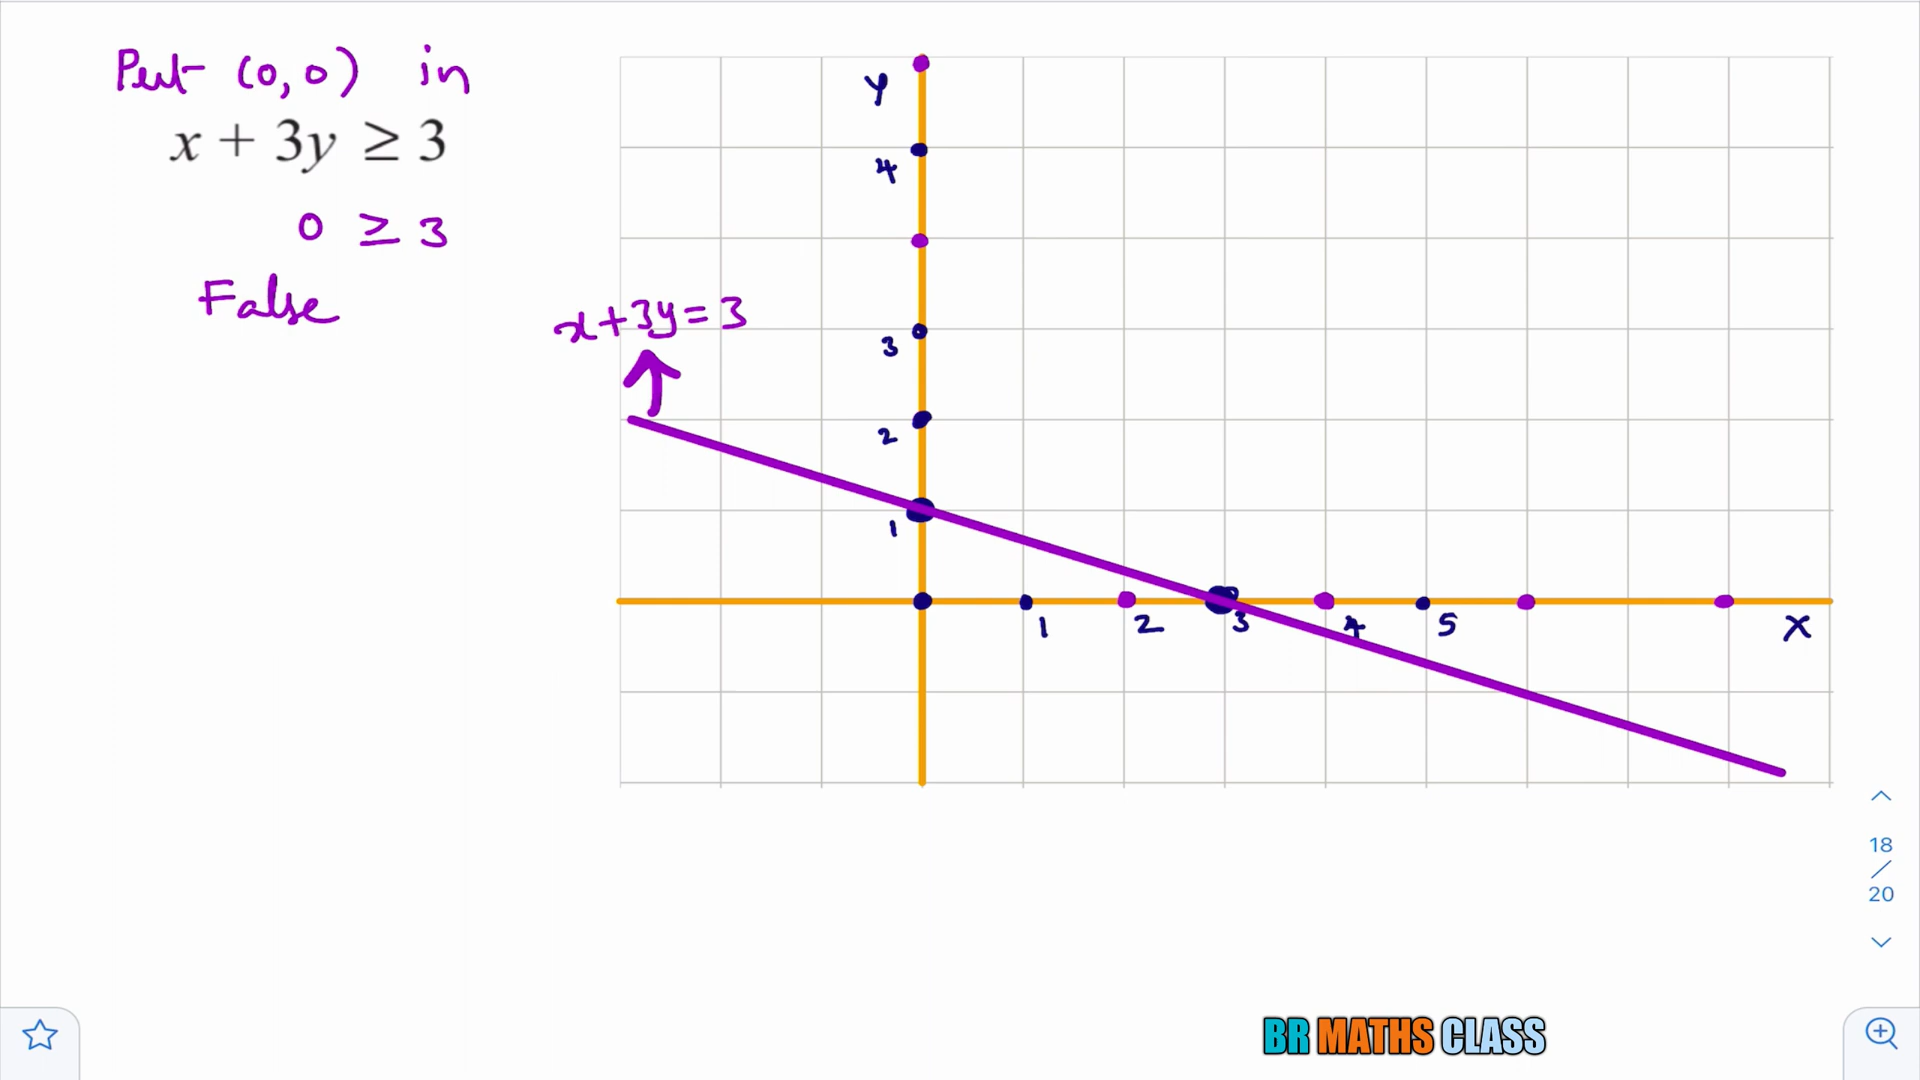 Put (0,0) in
x + 3y ≥ 3
0 ≥ 3
False
x+3y=3
y
4
3
2
1
1 2 3 4 5 x
18
/
20
BR MATHS CLASS